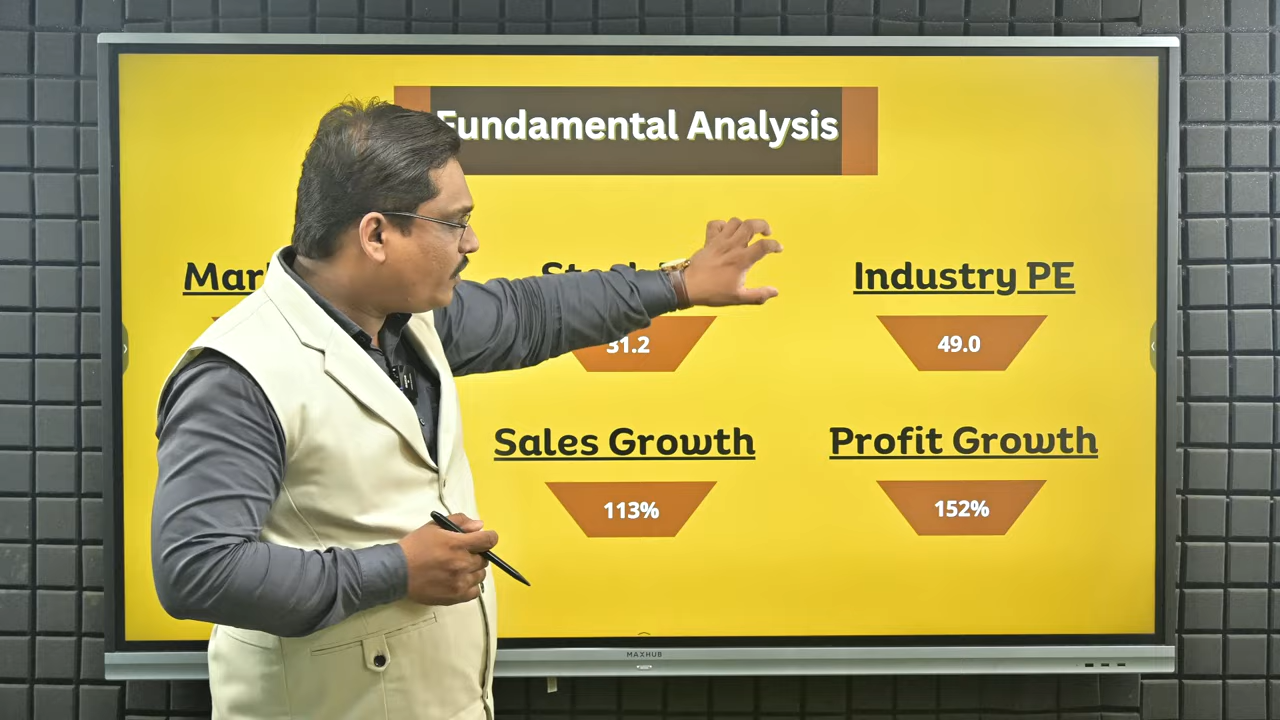 Fundamental Analysis
Industry PE
31.2
49.0
Sales Growth
Profit Growth
113%
152%
MAXHUB